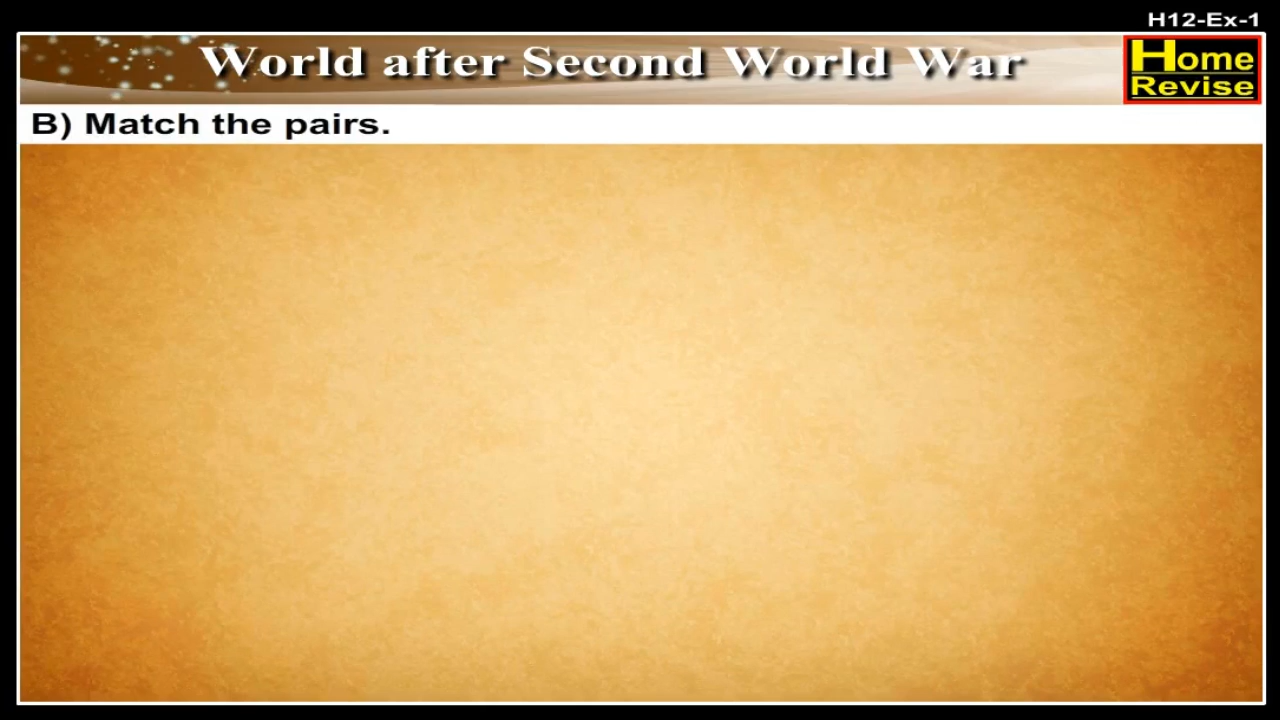 H12-Ex-1
World after Second World War
Home
Revise
B) Match the pairs.